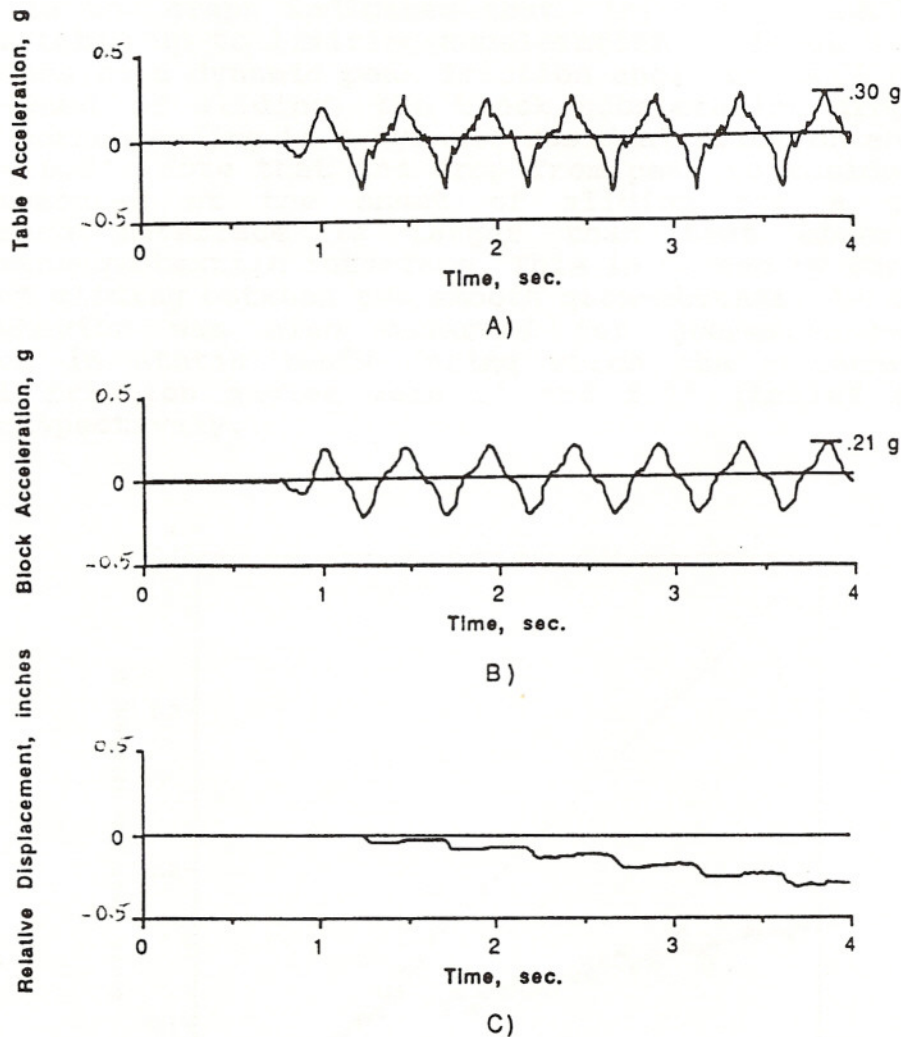 Table Acceleration, g
0.5
0
-0.5
.30 g
0 1 2 3 4
Time, sec.
A)
Block Acceleration, g
0.5
0
-0.5
.21 g
0 1 2 3 4
Time, sec.
B)
Relative Displacement, inches
0.5
0
-0.5
0 1 2 3 4
Time, sec.
C)